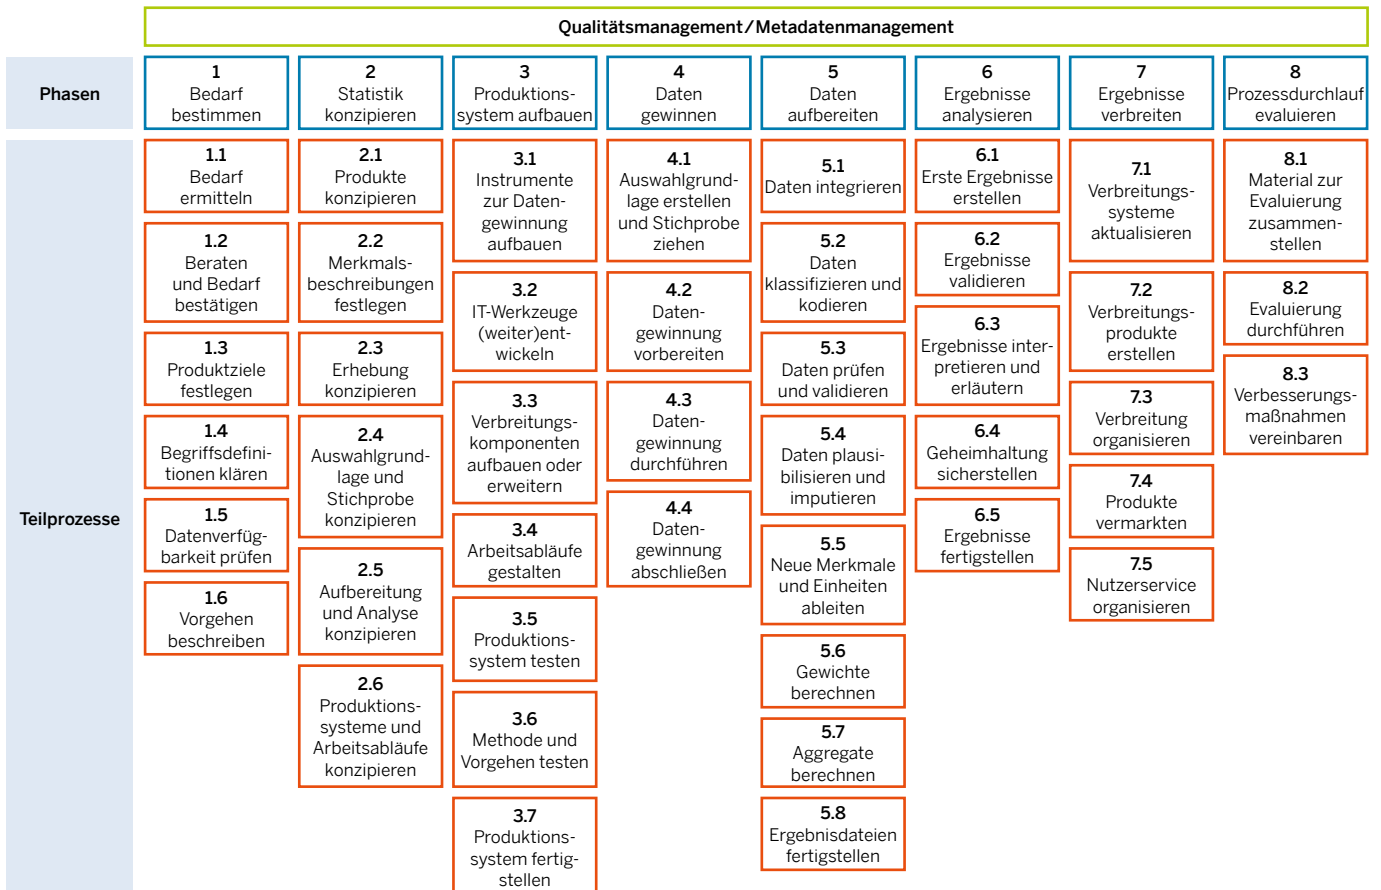 Qualitätsmanagement/Metadatenmanagement
Phasen
1
Bedarf
bestimmen
2
Statistik
konzipieren
3
Produktions-
system aufbauen
4
Daten
gewinnen
5
Daten
aufbereiten
6
Ergebnisse
analysieren
7
Ergebnisse
verbreiten
8
Prozessdurchlauf
evaluieren
Teilprozesse
1.1
Bedarf
ermitteln
1.2
Beraten
und Bedarf
bestätigen
1.3
Produktziele
festlegen
1.4
Begriffsdefini-
tionen klären
1.5
Datenverfüg-
barkeit prüfen
1.6
Vorgehen
beschreiben
2.1
Produkte
konzipieren
2.2
Merkmals-
beschreibungen
festlegen
2.3
Erhebung
konzipieren
2.4
Auswahlgrund-
lage und
Stichprobe
konzipieren
2.5
Aufbereitung
und Analyse
konzipieren
2.6
Produktions-
systeme und
Arbeitsabläufe
konzipieren
3.1
Instrumente
zur Daten-
gewinnung
aufbauen
3.2
IT-Werkzeuge
(weiter)ent-
wickeln
3.3
Verbreitungs-
komponenten
aufbauen oder
erweitern
3.4
Arbeitsabläufe
gestalten
3.5
Produktions-
system testen
3.6
Methode und
Vorgehen testen
3.7
Produktions-
system fertig-
stellen
4.1
Auswahlgrund-
lage erstellen
und Stichprobe
ziehen
4.2
Daten-
gewinnung
vorbereiten
4.3
Daten-
gewinnung
durchführen
4.4
Daten-
gewinnung
abschließen
5.1
Daten integrieren
5.2
Daten
klassifizieren und
kodieren
5.3
Daten prüfen
und validieren
5.4
Daten plausi-
bilisieren und
imputieren
5.5
Neue Merkmale
und Einheiten
ableiten
5.6
Gewichte
berechnen
5.7
Aggregate
berechnen
5.8
Ergebnisdateien
fertigstellen
6.1
Erste Ergebnisse
erstellen
6.2
Ergebnisse
validieren
6.3
Ergebnisse inter-
pretieren und
erläutern
6.4
Geheimhaltung
sicherstellen
6.5
Ergebnisse
fertigstellen
7.1
Verbreitungs-
systeme
aktualisieren
7.2
Verbreitungs-
produkte
erstellen
7.3
Verbreitung
organisieren
7.4
Produkte
vermarkten
7.5
Nutzerservice
organisieren
8.1
Material zur
Evaluierung
zusammen-
stellen
8.2
Evaluierung
durchführen
8.3
Verbesserungs-
maßnahmen
vereinbaren